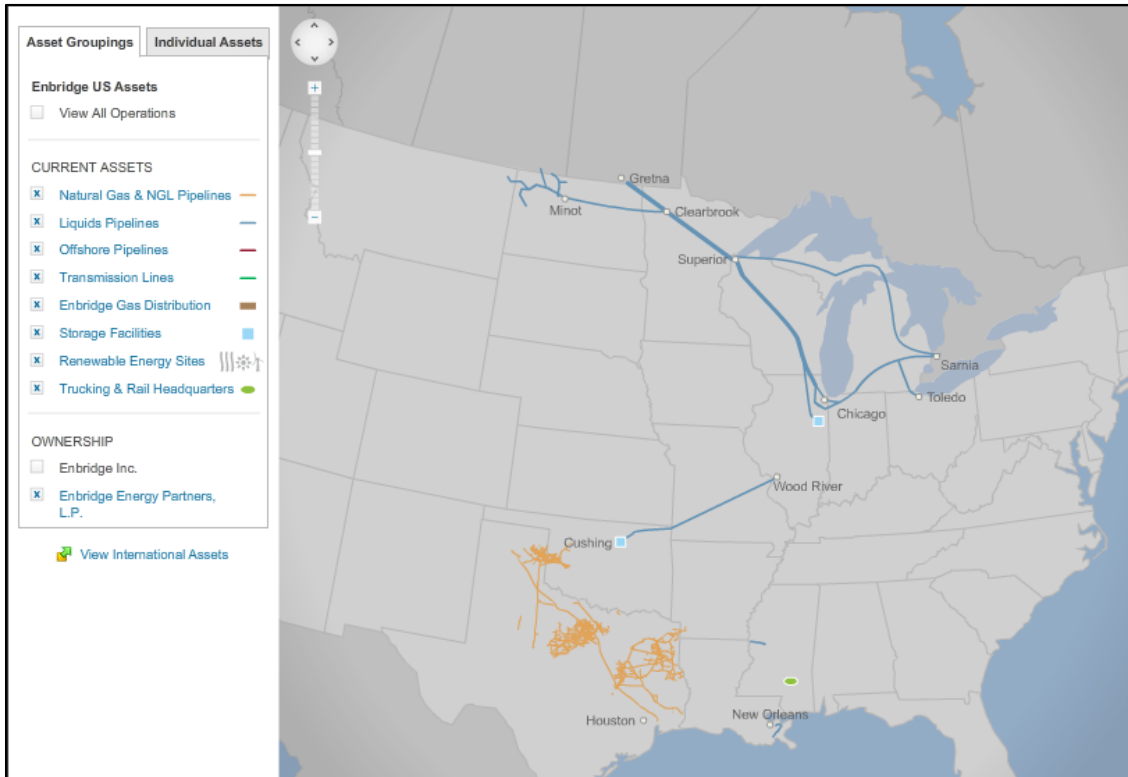 Asset Groupings
Individual Assets
Enbridge US Assets
View All Operations
CURRENT ASSETS
Natural Gas & NGL Pipelines
Liquids Pipelines
Offshore Pipelines
Transmission Lines
Enbridge Gas Distribution
Storage Facilities
Renewable Energy Sites
Trucking & Rail Headquarters
OWNERSHIP
Enbridge Inc.
Enbridge Energy Partners,
L.P.
View International Assets
Gretna
Minot
Clearbrook
Superior
Sarnia
Toledo
Chicago
Wood River
Cushing
New Orleans
Houston